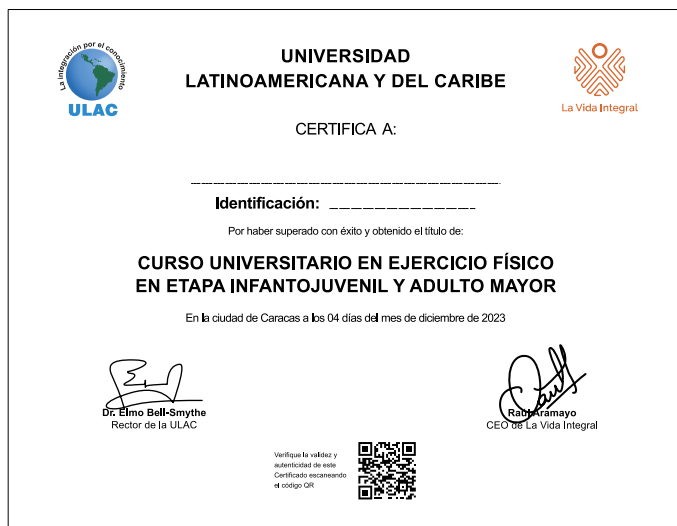 La integración por el conocimiento
ULAC
UNIVERSIDAD
LATINOAMERICANA Y DEL CARIBE
La Vida Integral
CERTIFICA A:
Identificación:
Por haber superado con éxito y obtenido el título de:
CURSO UNIVERSITARIO EN EJERCICIO FÍSICO
EN ETAPA INFANTOJUVENIL Y ADULTO MAYOR
En la ciudad de Caracas a los 04 días del mes de diciembre de 2023
Dr. Elmo Bell-Smythe
Rector de la ULAC
Raúl Aramayo
CEO de La Vida Integral
Verifique la validez y
autenticidad de este
Certificado escaneando
el código QR